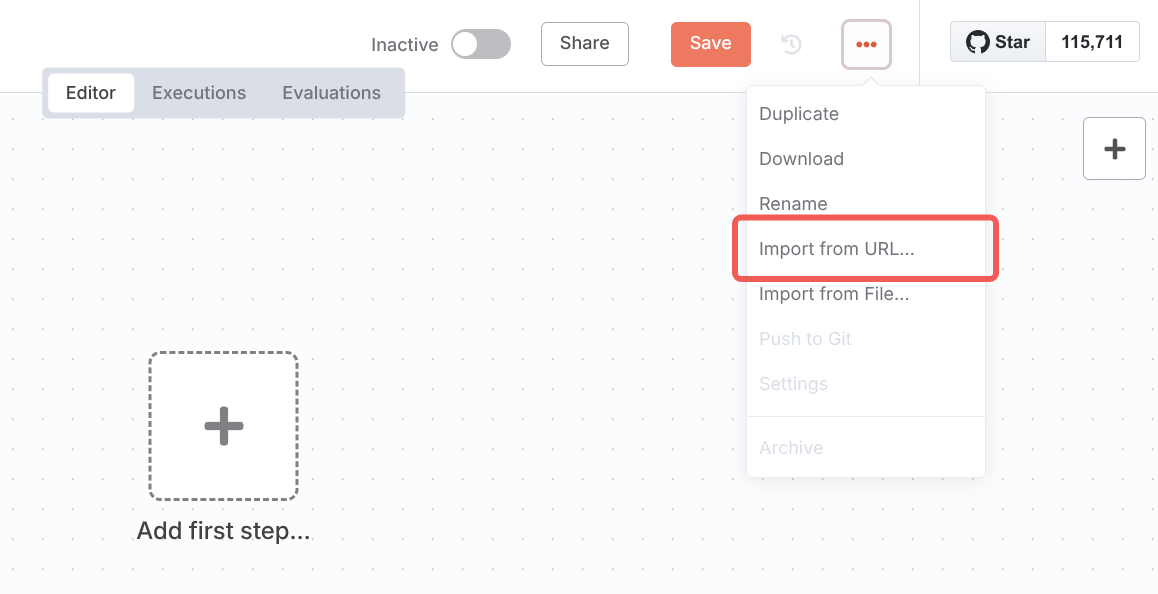 Inactive
Share
Save
Star
115,711
Editor
Executions
Evaluations
Duplicate
Download
Rename
Import from URL...
Import from File...
Push to Git
Settings
Archive
Add first step...